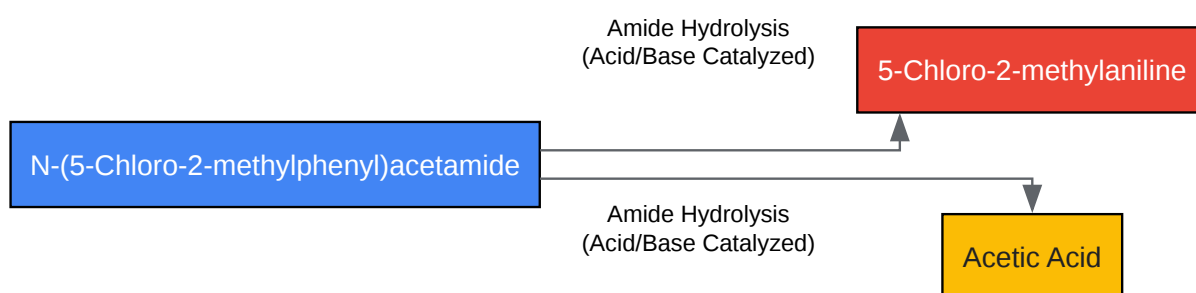 Amide Hydrolysis
(Acid/Base Catalyzed)
5-Chloro-2-methylaniline
N-(5-Chloro-2-methylphenyl)acetamide
Amide Hydrolysis
(Acid/Base Catalyzed)
Acetic Acid